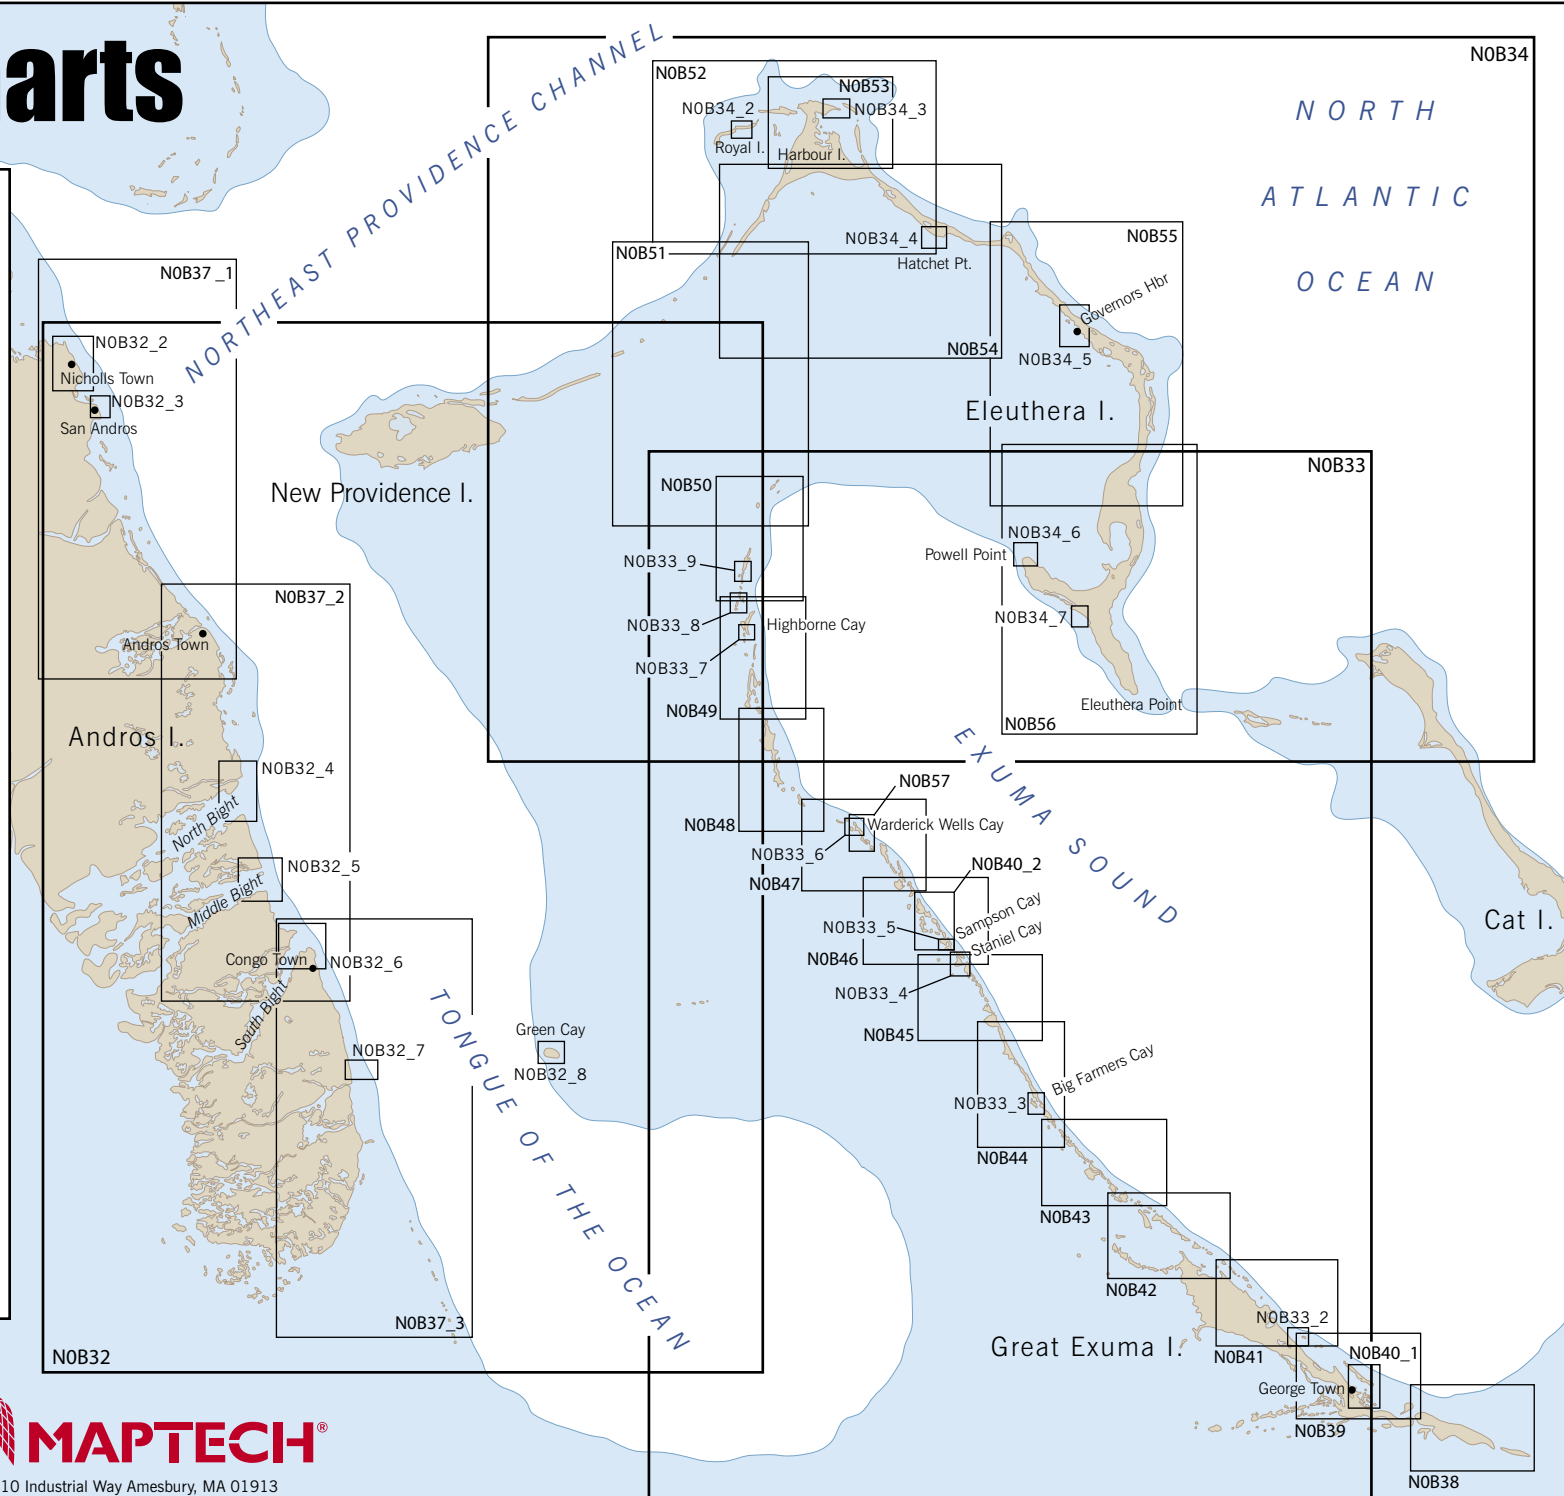 arts
NORTHEAST PROVIDENCE CHANNEL
N0B34
N0B52
N0B53
N0B34_2
N0B34_3
Royal I.
Harbour I.
NORTH
ATLANTIC
OCEAN
N0B34_4
N0B55
N0B51
Hatchet Pt.
N0B37_1
Governors Hbr
N0B32_2
N0B54
N0B34_5
Nicholls Town
N0B32_3
San Andros
Eleuthera I.
N0B33
New Providence I.
N0B50
N0B34_6
Powell Point
N0B33_9
N0B37_2
N0B33_8
Highborne Cay
N0B34_7
Andros Town
N0B33_7
Eleuthera Point
N0B49
N0B56
Andros I.
EXUMA SOUND
N0B32_4
N0B57
North Bight
N0B48
Warderick Wells Cay
N0B33_6
N0B32_5
N0B40_2
N0B47
Middle Bight
Sampson Cay
Cat I.
N0B33_5
Staniel Cay
Congo Town
N0B32_6
N0B46
N0B33_4
South Bight
TONGUE OF THE OCEAN
Green Cay
N0B45
N0B32_7
N0B32_8
Big Farmers Cay
N0B33_3
N0B44
N0B43
N0B42
N0B37_3
N0B33_2
Great Exuma I.
N0B41
N0B40_1
N0B32
George Town
N0B39
MAPTECH®
N0B38
10 Industrial Way Amesbury, MA 01913